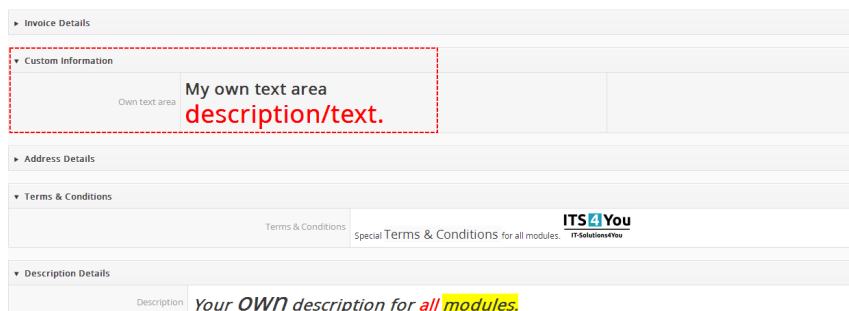 Invoice Details
Custom Information
Own text area
My own text area
description/text.
Address Details
Terms & Conditions
Terms & Conditions
Special Terms & Conditions for all modules.
ITS4You
IT-Solutions4You
Description Details
Description
Your own description for all modules.